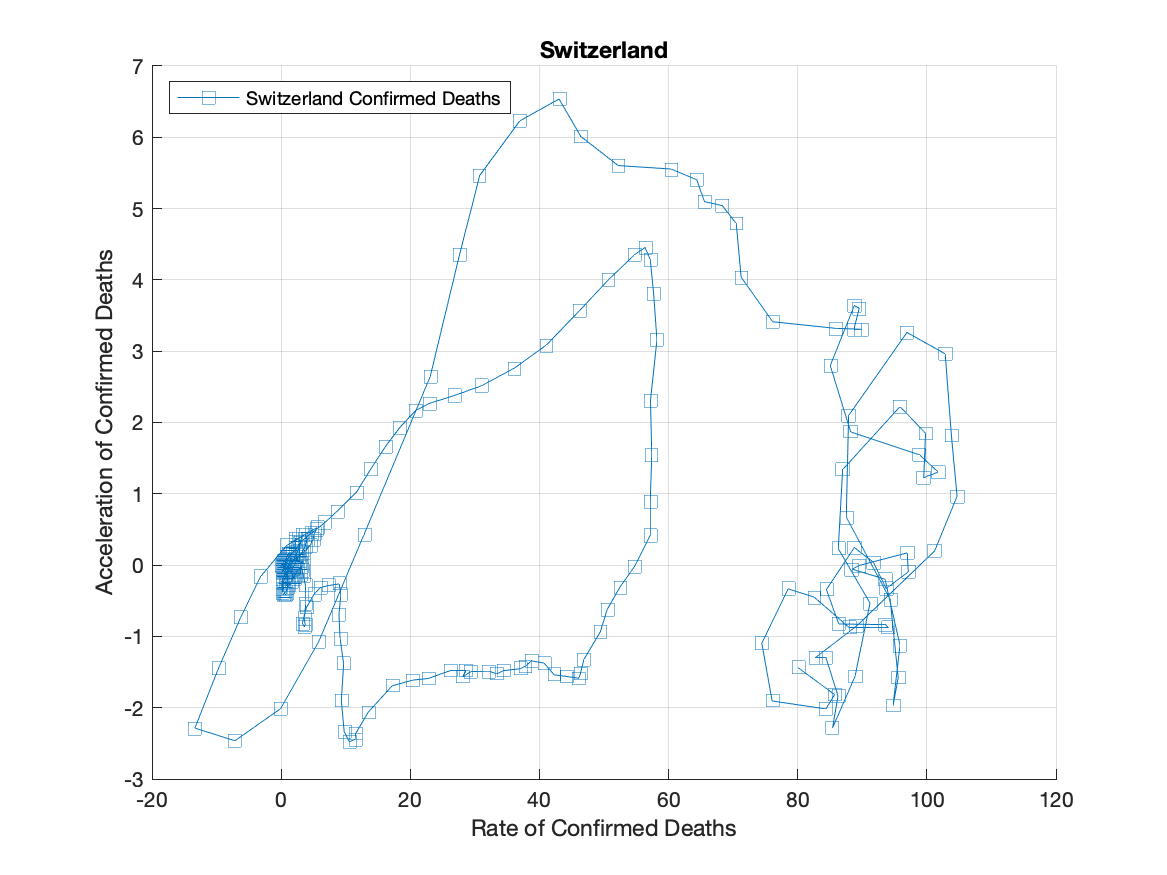 Switzerland
Switzerland Confirmed Deaths
7
6
5
4
3
2
1
0
-1
-2
-3
Acceleration of Confirmed Deaths
-20 0 20 40 60 80 100 120
Rate of Confirmed Deaths